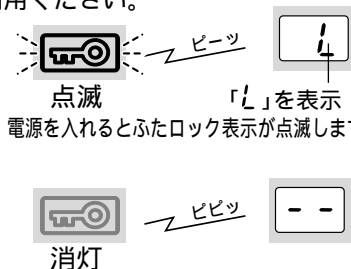 用ください。
ピーッ
L
点滅
「L」を表示
電源を入れるとふたロック表示が点滅しま
ピピッ
- -
消灯